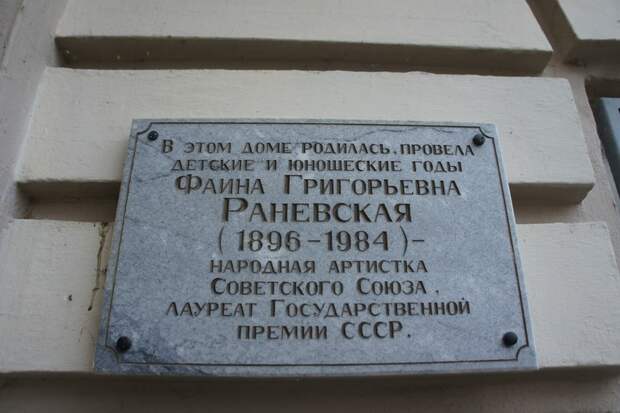 В этом доме родилась, провела
детские и юношеские годы
Фаина Григорьевна
Раневская
(1896-1984)-
народная артистка
Советского Союза,
лауреат Государственной
премии СССР.